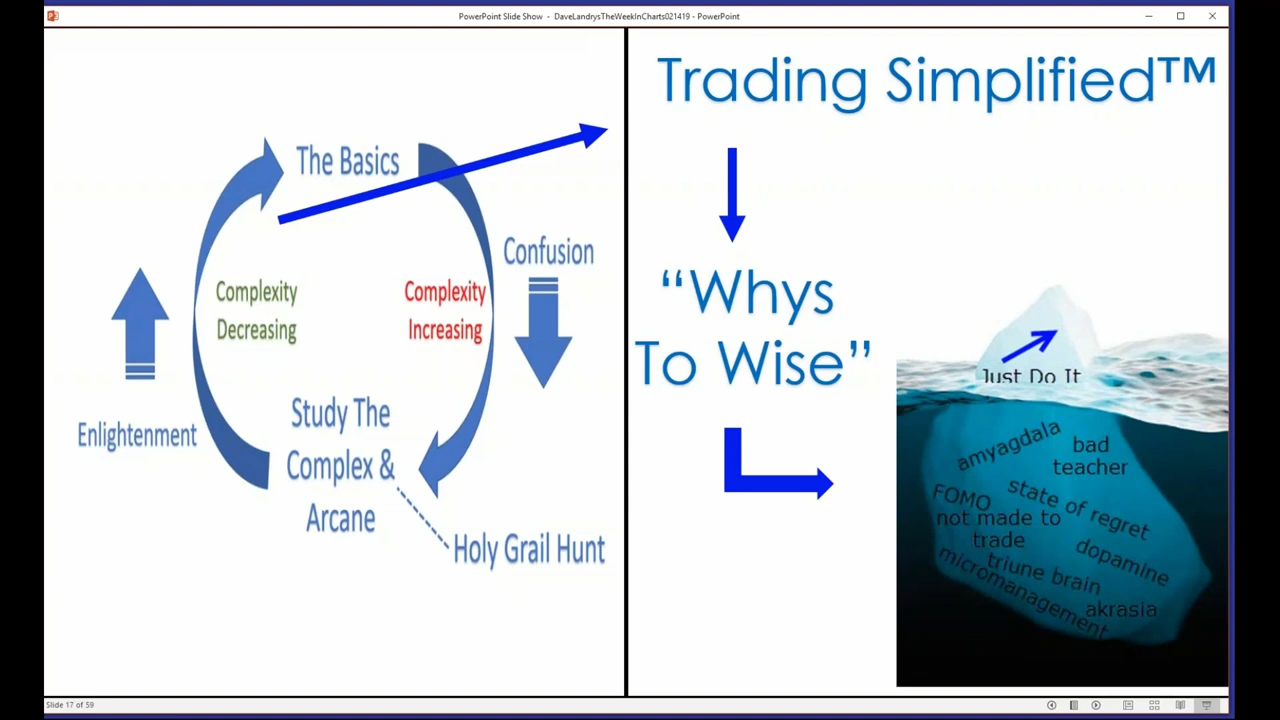 PowerPoint Slide Show - DaveLandrysTheWeekInCharts021419 - PowerPoint
The Basics
Confusion
Complexity
Decreasing
Complexity
Increasing
Enlightenment
Study The
Complex &
Arcane
Holy Grail Hunt
Trading Simplified™
“Whys
To Wise”
Just Do It
amyagdala
bad
teacher
FOMO
state of regret
not made to
trade
dopamine
triune brain
micromanagement
akrasia
Slide 17 of 59